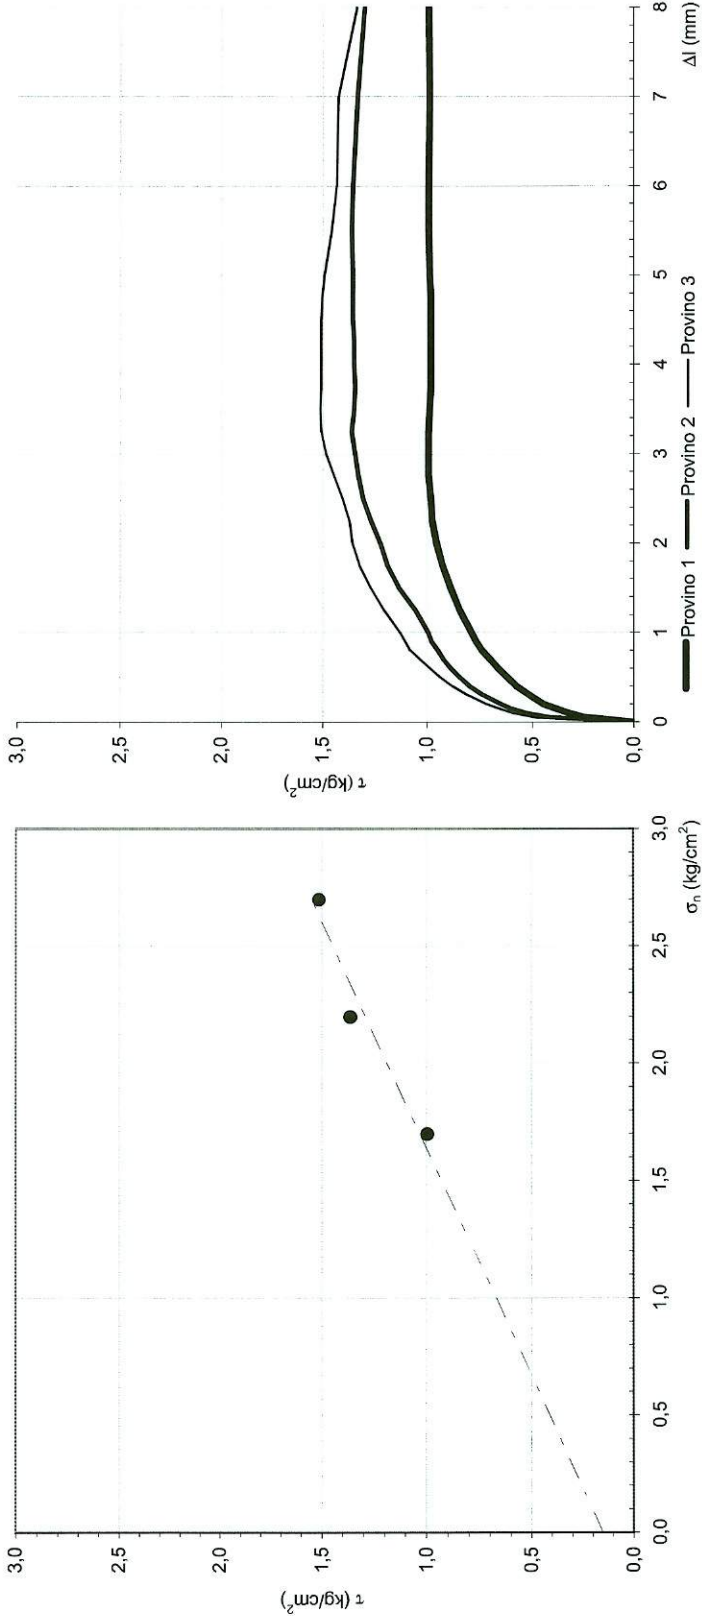 τ (kg/cm²)
3,0
2,5
2,0
1,5
1,0
0,5
0,0
0,0 0,5 1,0 1,5 2,0 2,5 3,0
σn (kg/cm²)
τ (kg/cm²)
3,0
2,5
2,0
1,5
1,0
0,5
0,0
0 1 2 3 4 5 6 7 8
Δl (mm)
Provino 1 Provino 2 Provino 3